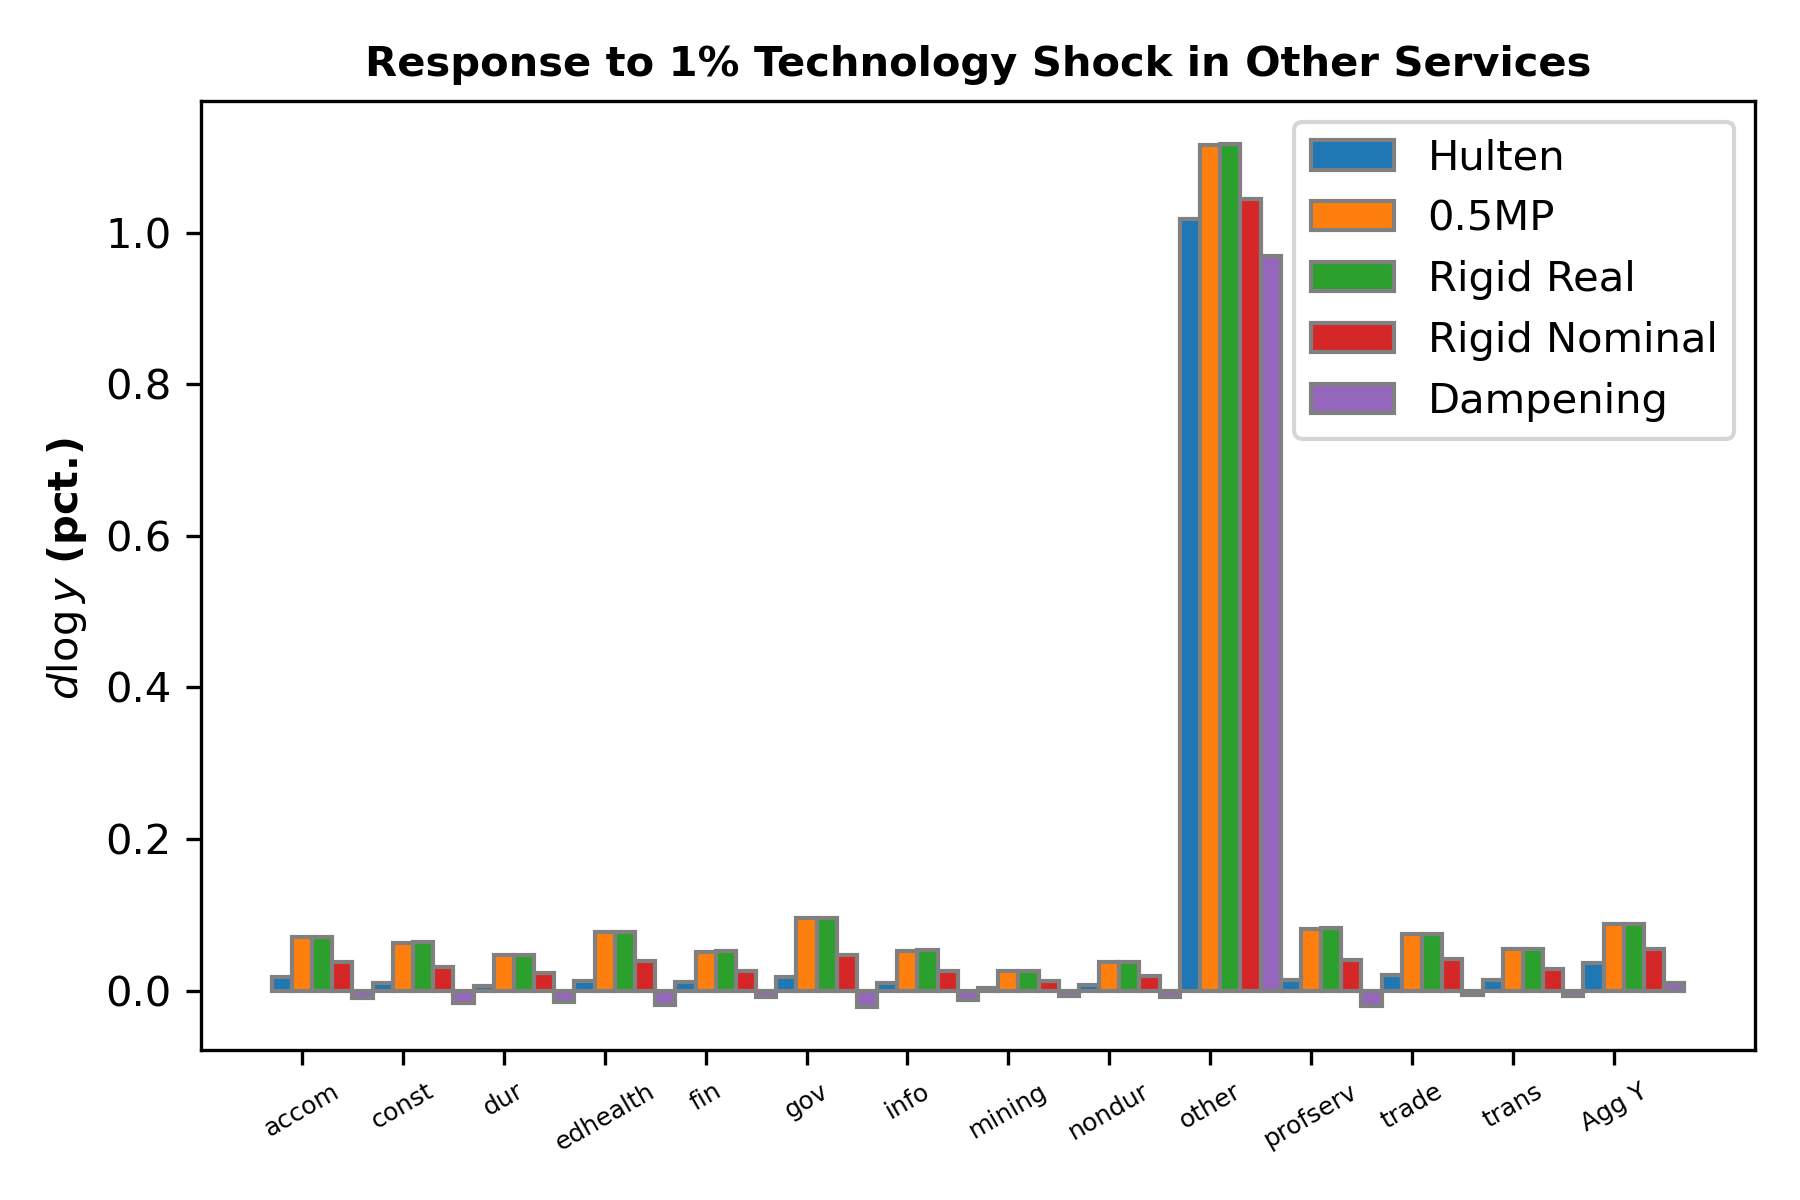 Response to 1% Technology Shock in Other Services
Hulten
0.5MP
Rigid Real
Rigid Nominal
Dampening
dlog y (pct.)
1.0
0.8
0.6
0.4
0.2
0.0
accom
const
dur
edhealth
fin
gov
info
mining
nondur
other
profserv
trade
trans
Agg Y